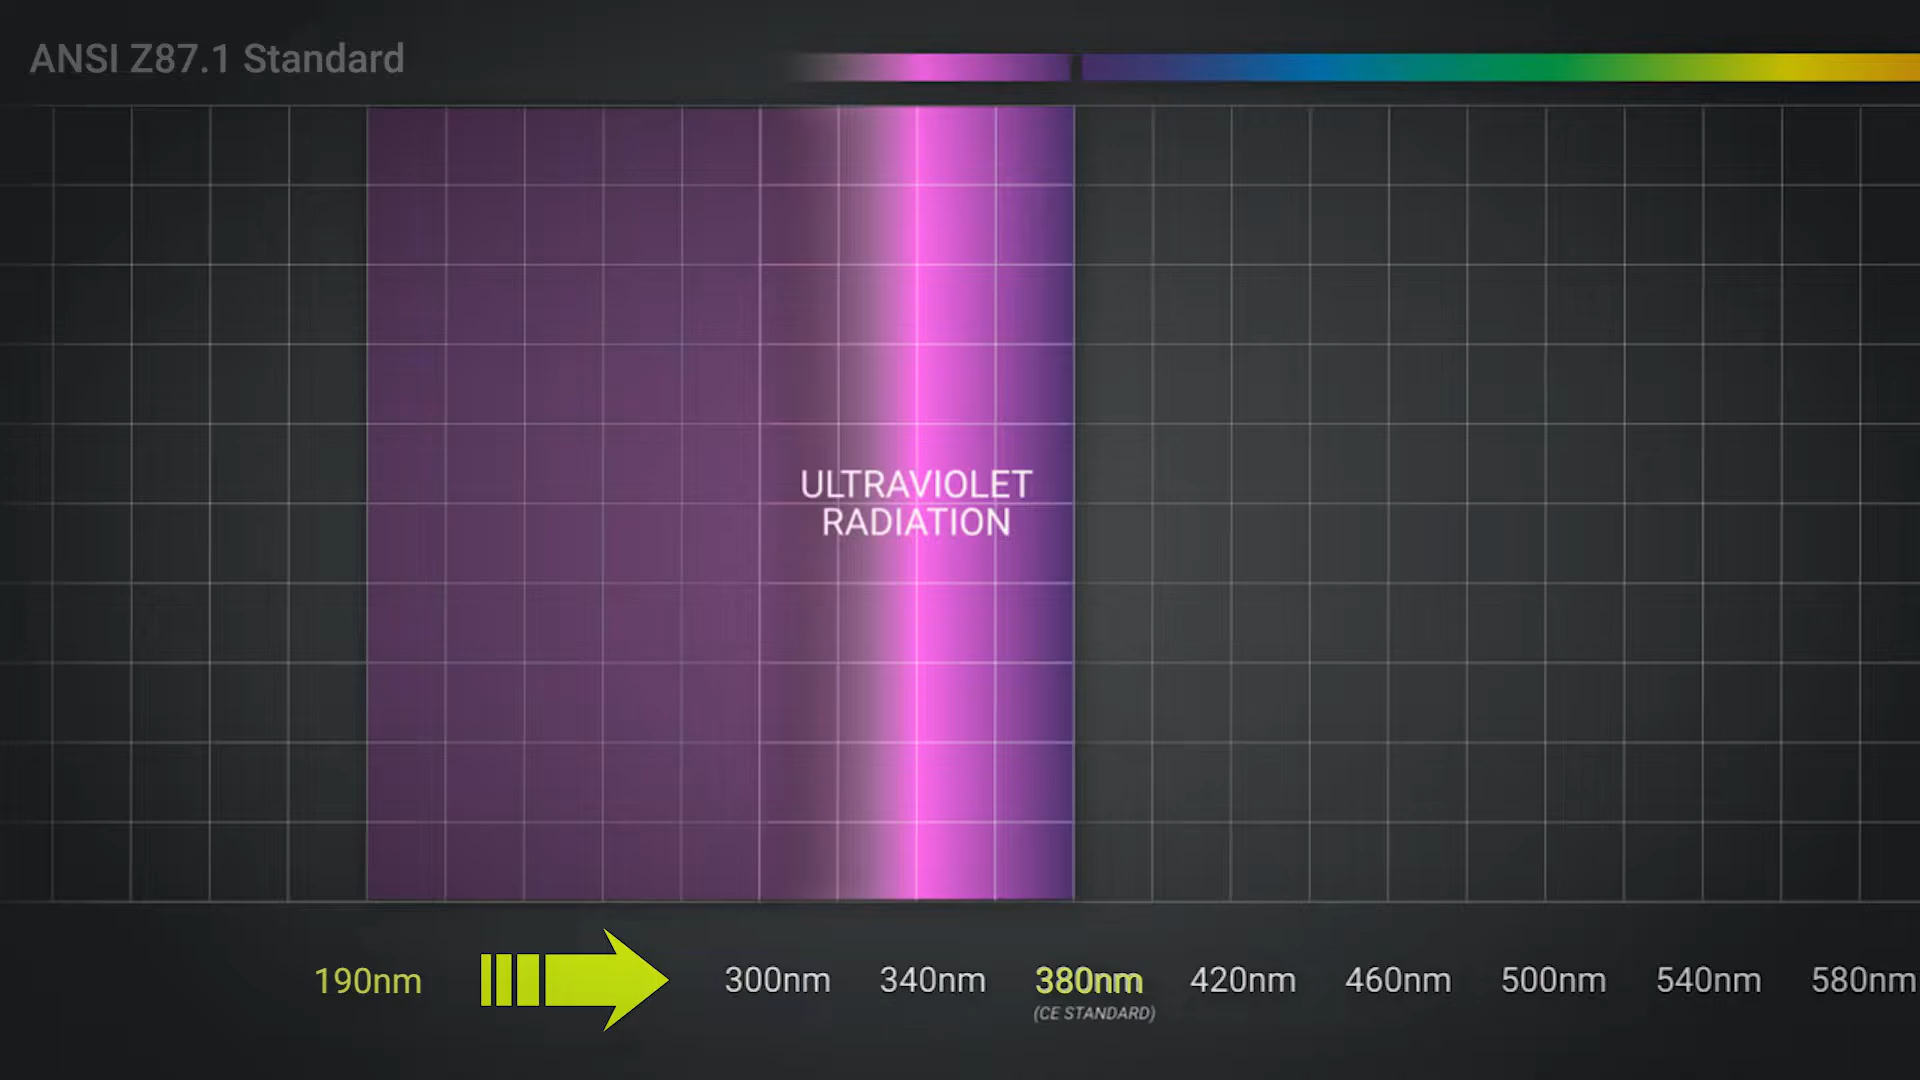 ANSI Z87.1 Standard
ULTRAVIOLET
RADIATION
190nm 300nm 340nm 380nm 420nm 460nm 500nm 540nm 580nm
(CE STANDARD)